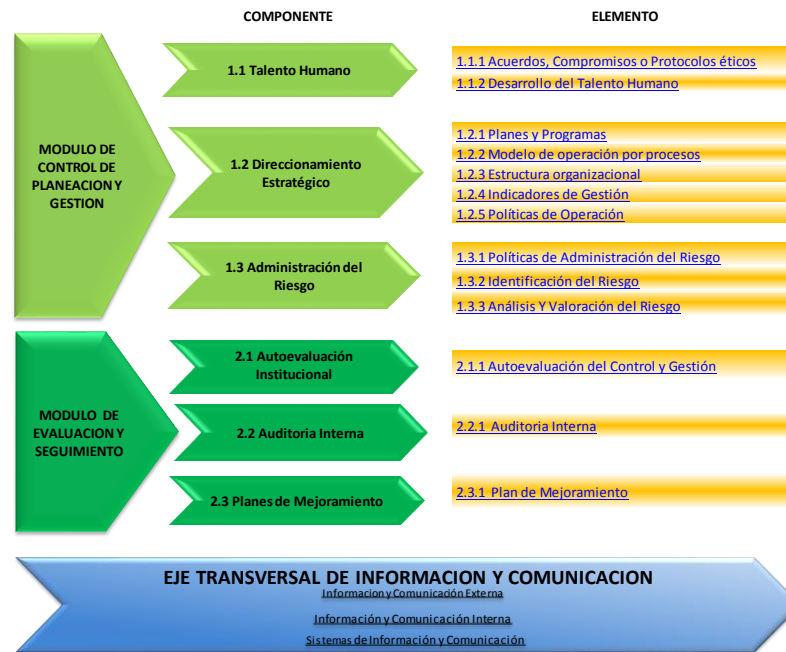 COMPONENTE
ELEMENTO
MODULO DE
CONTROL DE
PLANEACION Y
GESTION
1.1 Talento Humano
1.1.1 Acuerdos, Compromisos o Protocolos éticos
1.1.2 Desarrollo del Talento Humano
1.2 Direccionamiento
Estratégico
1.2.1 Planes y Programas
1.2.2 Modelo de operación por procesos
1.2.3 Estructura organizacional
1.2.4 Indicadores de Gestión
1.2.5 Políticas de Operación
1.3 Administración del
Riesgo
1.3.1 Políticas de Administración del Riesgo
1.3.2 Identificación del Riesgo
1.3.3 Análisis Y Valoración del Riesgo
MODULO DE
EVALUACION Y
SEGUIMIENTO
2.1 Autoevaluación
Institucional
2.1.1 Autoevaluación del Control y Gestión
2.2 Auditoria Interna
2.2.1 Auditoria Interna
2.3 Planes de Mejoramiento
2.3.1 Plan de Mejoramiento
EJE TRANSVERSAL DE INFORMACION Y COMUNICACION
Informacion y Comunicación Externa
Información y Comunicación Interna
Sistemas de Información y Comunicación